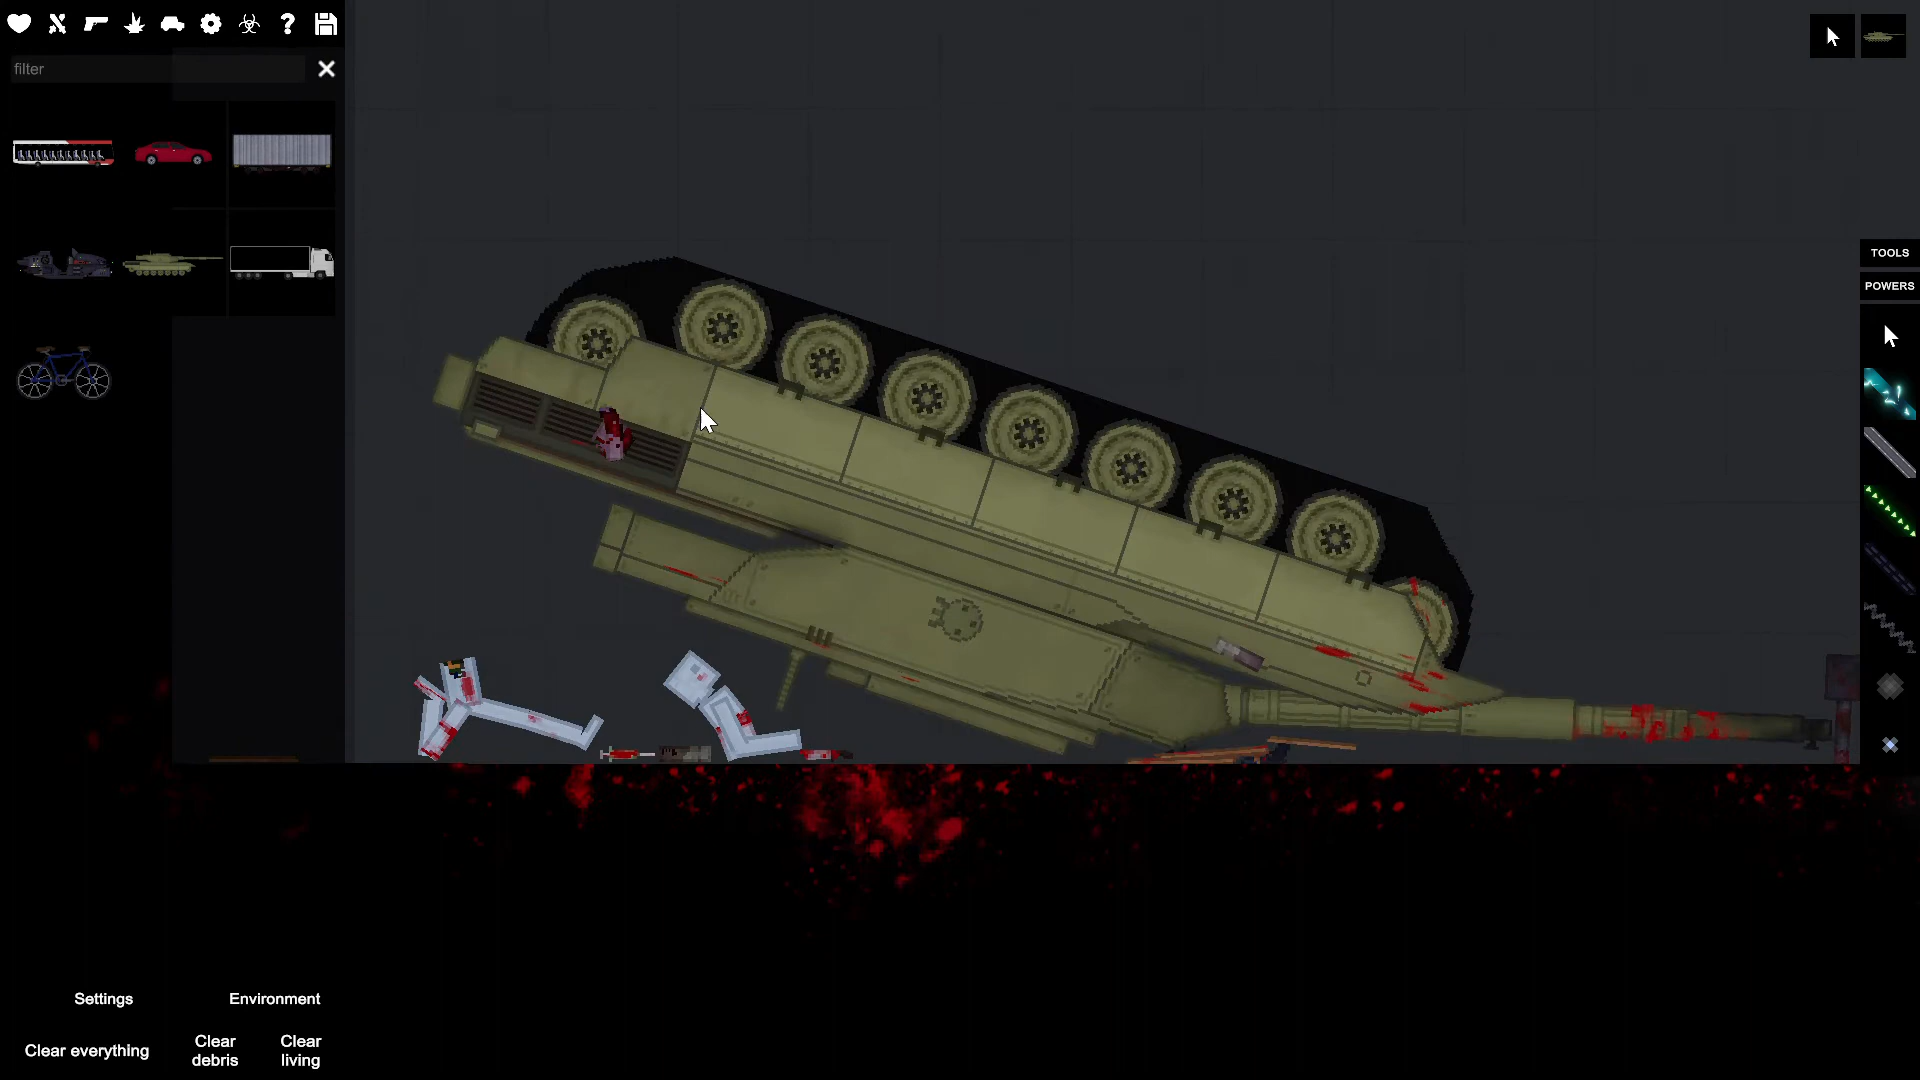 filter
TOOLS
POWERS
Settings
Environment
Clear everything
Clear
debris
Clear
living